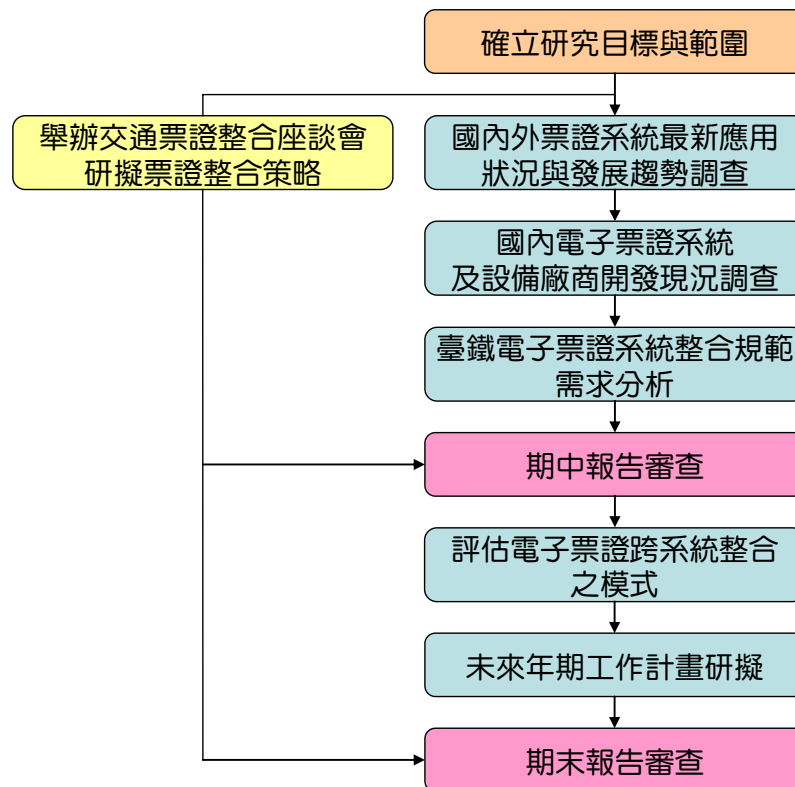 確立研究目標與範圍
舉辦交通票證整合座談會
研擬票證整合策略
國內外票證系統最新應用
狀況與發展趨勢調查
國內電子票證系統
及設備廠商開發現況調查
臺鐵電子票證系統整合規範
需求分析
期中報告審查
評估電子票證跨系統整合
之模式
未來年期工作計畫研擬
期末報告審查